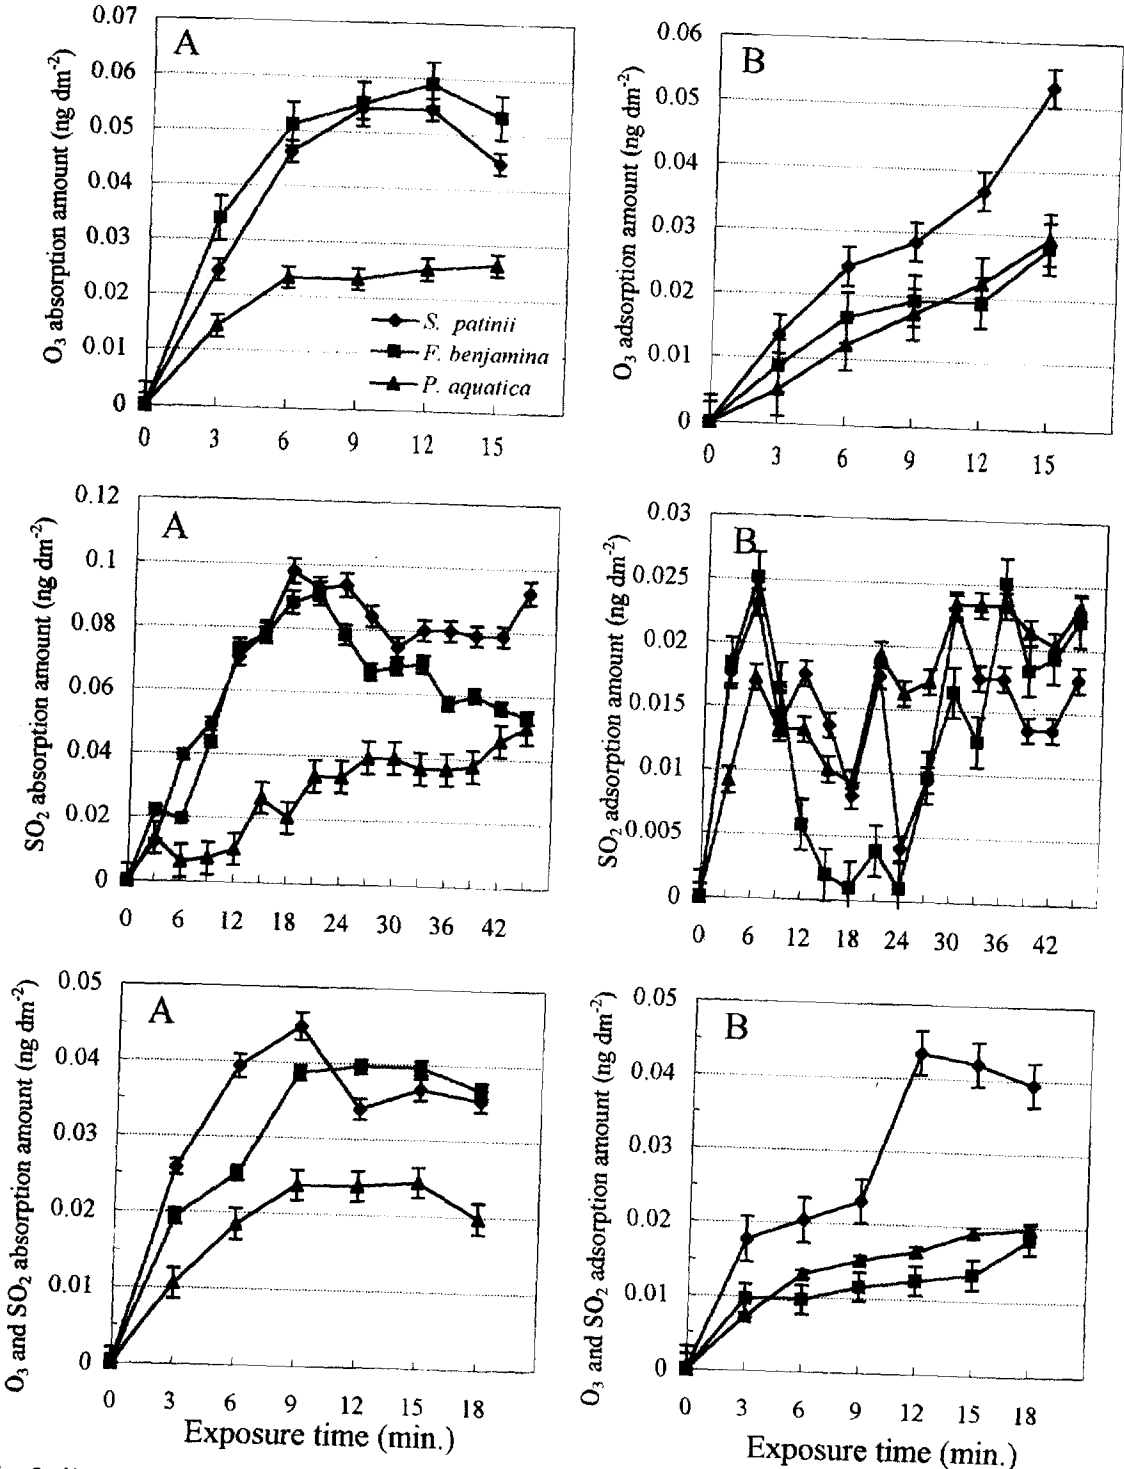 A
O₃ absorption amount (ng dm⁻²)
0.07
0.06
0.05
0.04
0.03
0.02
0.01
0
S. patinii
F. benjamina
P. aquatica
0 3 6 9 12 15
B
O₃ adsorption amount (ng dm⁻²)
0.06
0.05
0.04
0.03
0.02
0.01
0
0 3 6 9 12 15
A
SO₂ absorption amount (ng dm⁻²)
0.12
0.1
0.08
0.06
0.04
0.02
0
0 6 12 18 24 30 36 42
B
SO₂ adsorption amount (ng dm⁻²)
0.03
0.025
0.02
0.015
0.01
0.005
0
0 6 12 18 24 30 36 42
A
O₃ and SO₂ absorption amount (ng dm⁻²)
0.05
0.04
0.03
0.02
0.01
0
0 3 6 9 12 15 18
Exposure time (min.)
B
O₃ and SO₂ adsorption amount (ng dm⁻²)
0.05
0.04
0.03
0.02
0.01
0
0 3 6 9 12 15 18
Exposure time (min.)